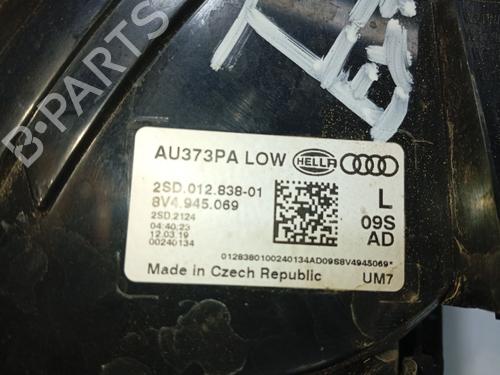 B-PARTS
AU373PA LOW HELLA
2SD.012.838-01
8V4.945.069
2SD.2124
04:40:23
12.03.19
00240134
L
09S
AD
0128380100240134AD09S8V4945069*
Made in Czech Republic UM7